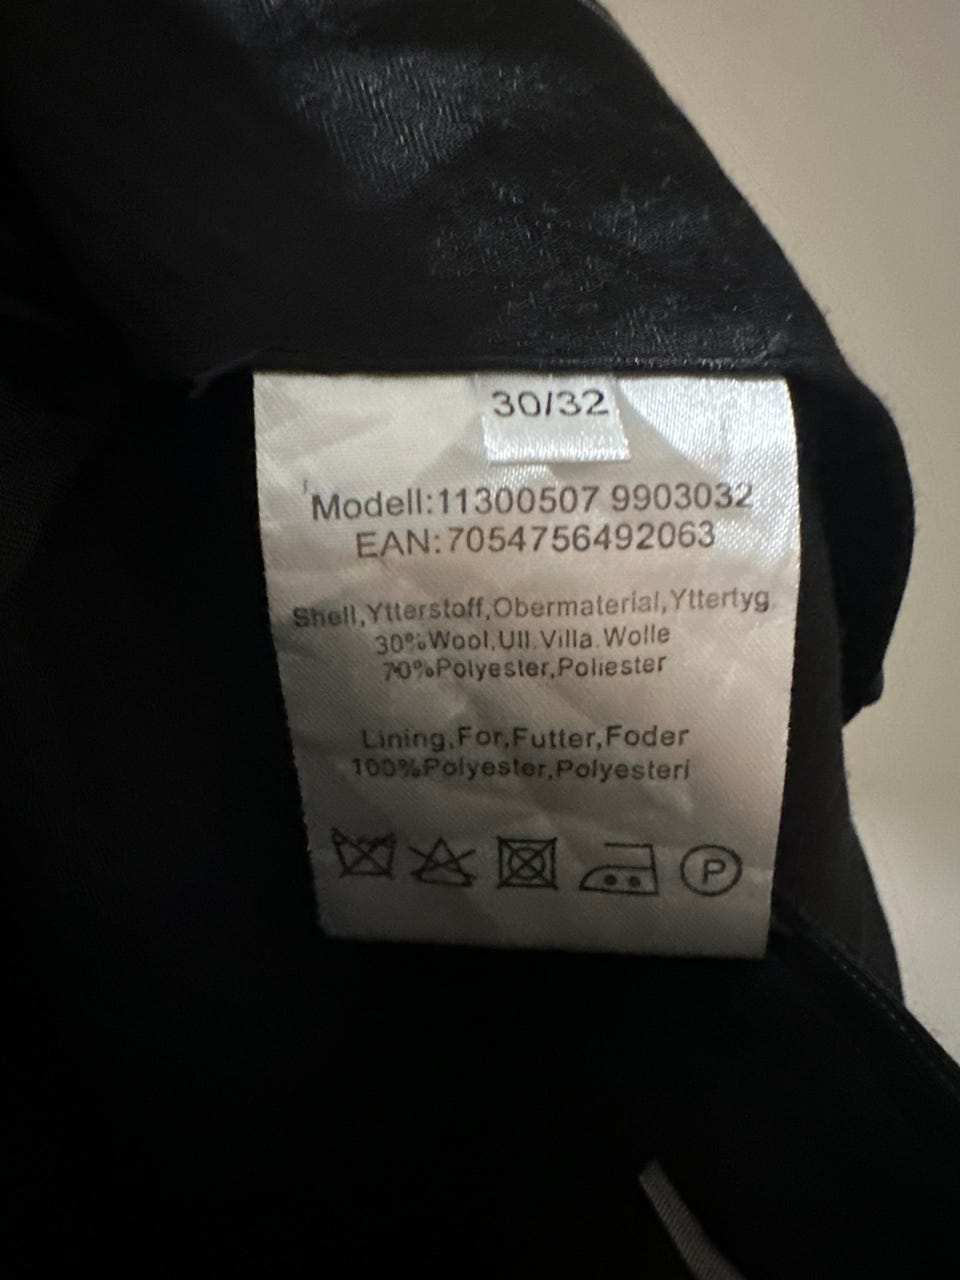 30/32
Modell:11300507 9903032
EAN:7054756492063
Shell,Ytterstoff,Obermaterial,Yttertyg
30%Wool,Ull.Villa.Wolle
70%Polyester,Poliester
Lining,For,Futter,Foder
100%Polyester,Polyesteri
P